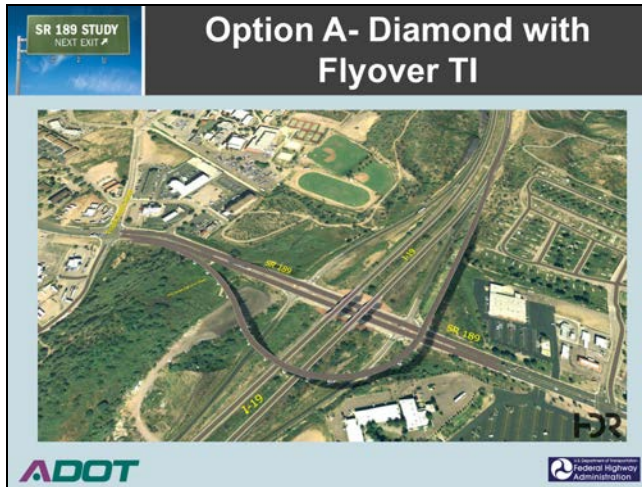 SR 189 STUDY
NEXT EXIT
Option A- Diamond with
Flyover TI
SR 189
I-19
SR 189
I-19
HDR
ADOT
U.S. Department of Transportation
Federal Highway
Administration